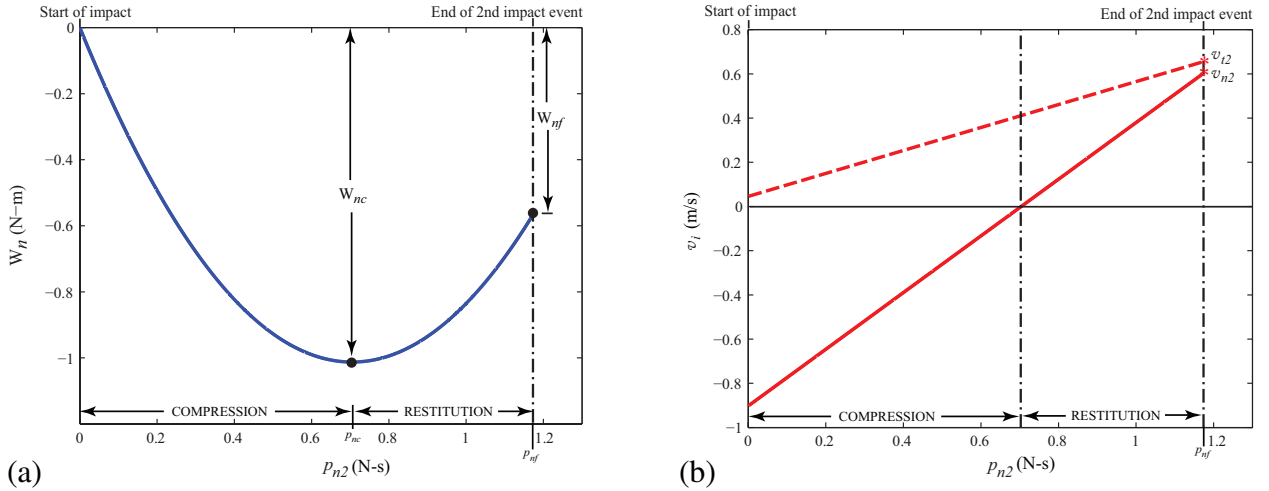 Start of impact
End of 2nd impact event
0
−0.2
−0.4
−0.6
−0.8
−1
W_n (N−m)
W_nc
W_nf
COMPRESSION
RESTITUTION
0
0.2
0.4
0.6
p_nc
0.8
1
p_nf
1.2
p_n2 (N-s)
(a)
Start of impact
End of 2nd impact event
0.8
0.6
0.4
0.2
0
−0.2
−0.4
−0.6
−0.8
−1
v_i (m/s)
v_t2
v_n2
COMPRESSION
RESTITUTION
0
0.2
0.4
0.6
0.8
1
p_nf
1.2
p_n2 (N-s)
(b)